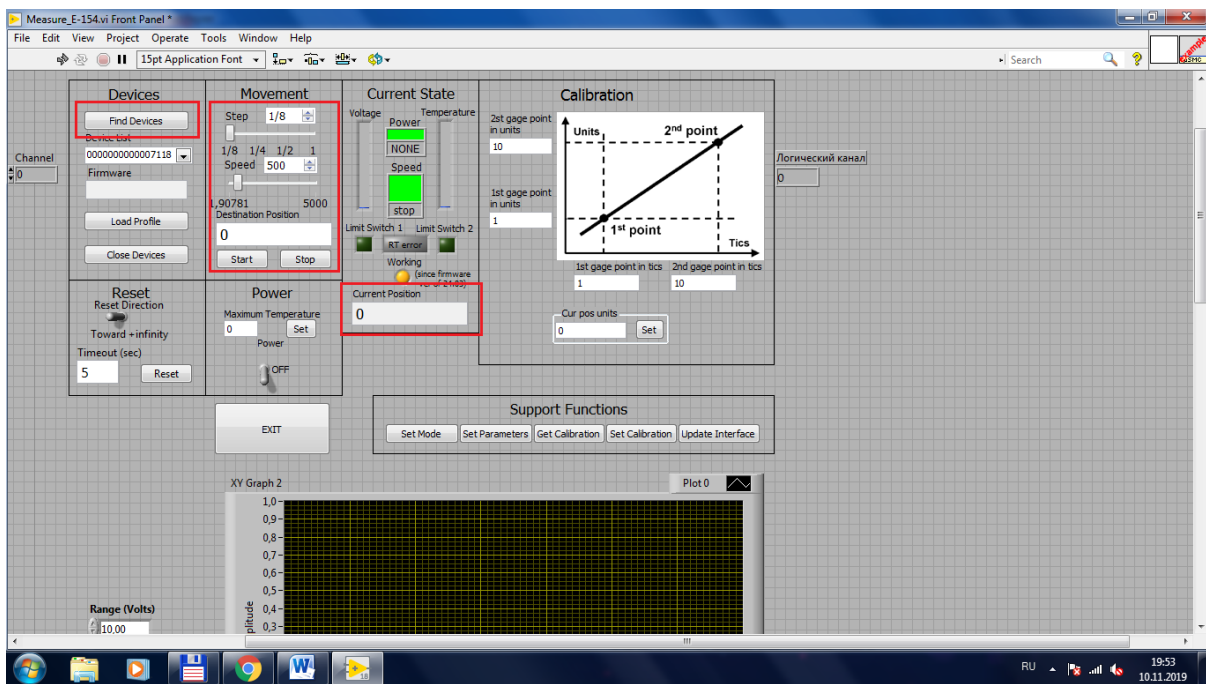 Measure_E-154.vi Front Panel *
File Edit View Project Operate Tools Window Help
15pt Application Font
Search
Example
Devices
Find Devices
Device List
0000000000007118
Firmware
Load Profile
Close Devices
Channel
0
Movement
Step 1/8
1/8 1/4 1/2 1
Speed 500
1,90781 5000
Destination Position
0
Start Stop
Current State
Voltage Temperature
Power
NONE
Speed
stop
Limit Switch 1 Limit Switch 2
RT error
Working
(since firmware
Current Position
0
Calibration
2st gage point
in units
10
1st gage point
in units
1
Units
2nd point
1st point
Tics
1st gage point in tics 2nd gage point in tics
1 10
Cur pos units
0 Set
Логический канал
0
Reset
Reset Direction
Toward +infinity
Timeout (sec)
5 Reset
Power
Maximum Temperature
0 Set
Power
OFF
EXIT
Support Functions
Set Mode Set Parameters Get Calibration Set Calibration Update Interface
XY Graph 2
Plot 0
1,0
0,9
0,8
0,7
0,6
0,5
0,4
0,3
Range (Volts)
10,00
RU
19:53
10.11.2019